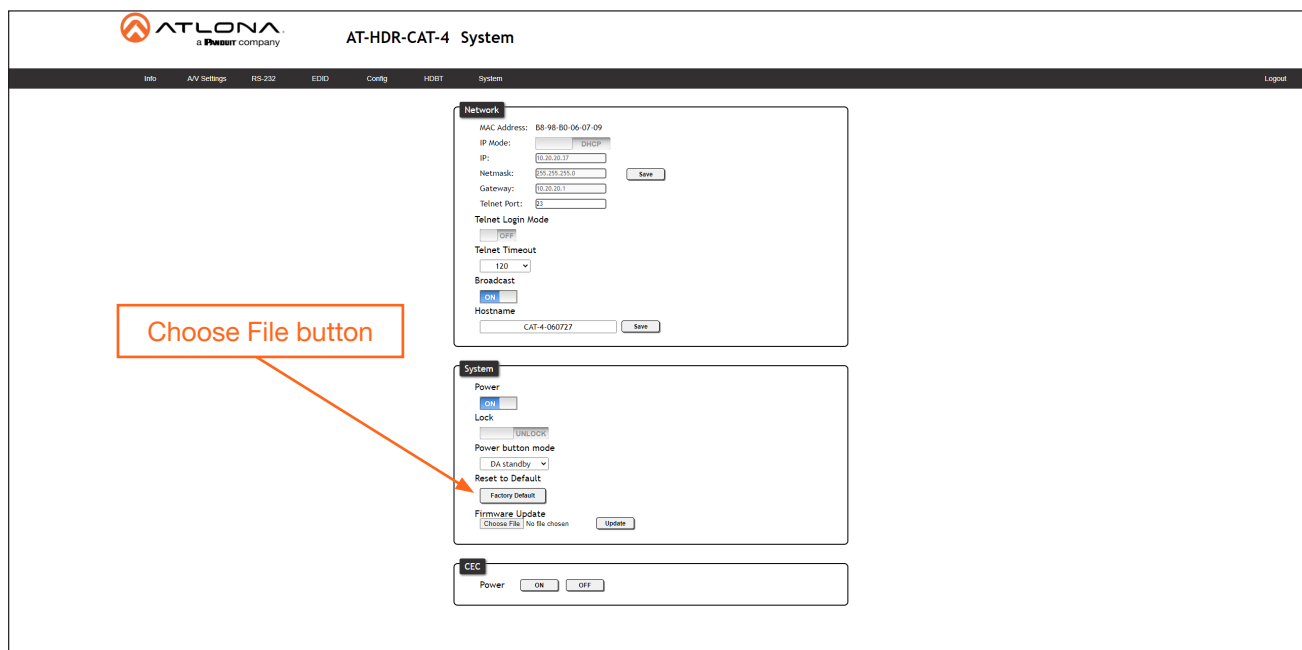 ATLONA.
a PANDUIT company
AT-HDR-CAT-4 System
Info A/V Settings RS-232 EDID Config HDBT System Logout
Network
MAC Address: B8-98-B0-06-07-09
IP Mode: DHCP
IP: 10.20.20.37
Netmask: 255.255.255.0 Save
Gateway: 10.20.20.1
Telnet Port: 23
Telnet Login Mode
OFF
Telnet Timeout
120
Broadcast
ON
Hostname
CAT-4-060727 Save
Choose File button
System
Power
ON
Lock
UNLOCK
Power button mode
DA standby
Reset to Default
Factory Default
Firmware Update
Choose File No file chosen Update
CEC
Power ON OFF